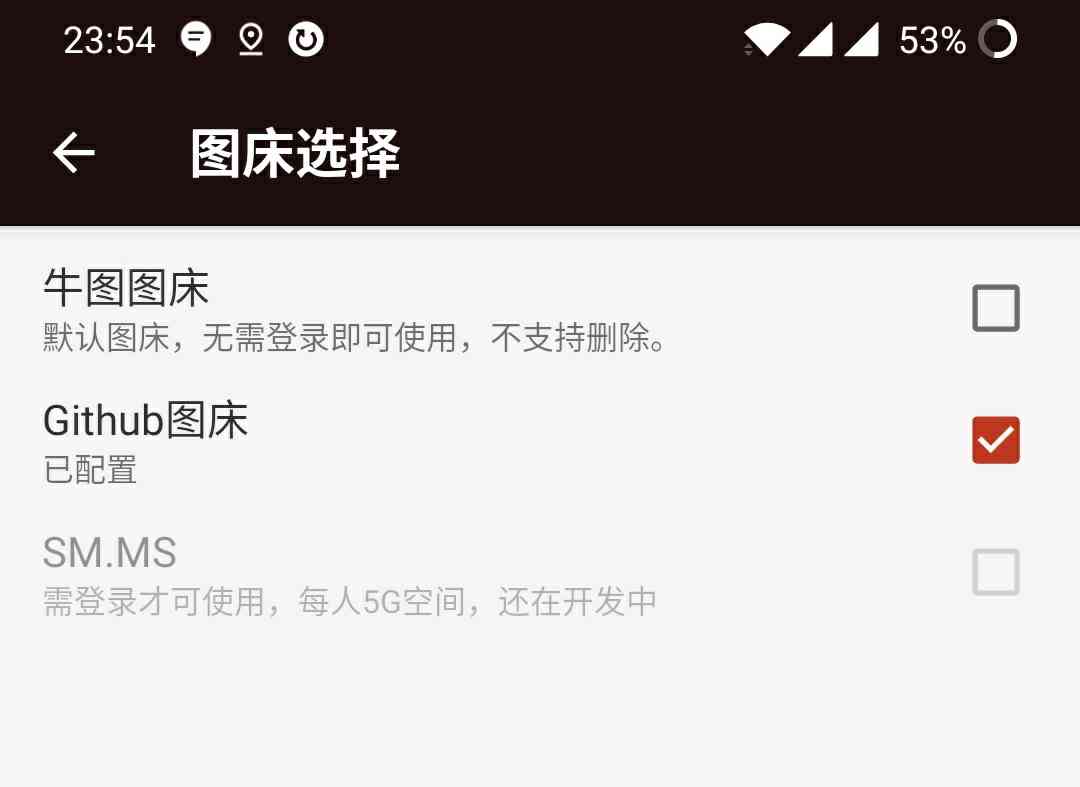 23:54
53%
图床选择
牛图图床
默认图床，无需登录即可使用，不支持删除。
Github图床
已配置
SM.MS
需登录才可使用，每人5G空间，还在开发中